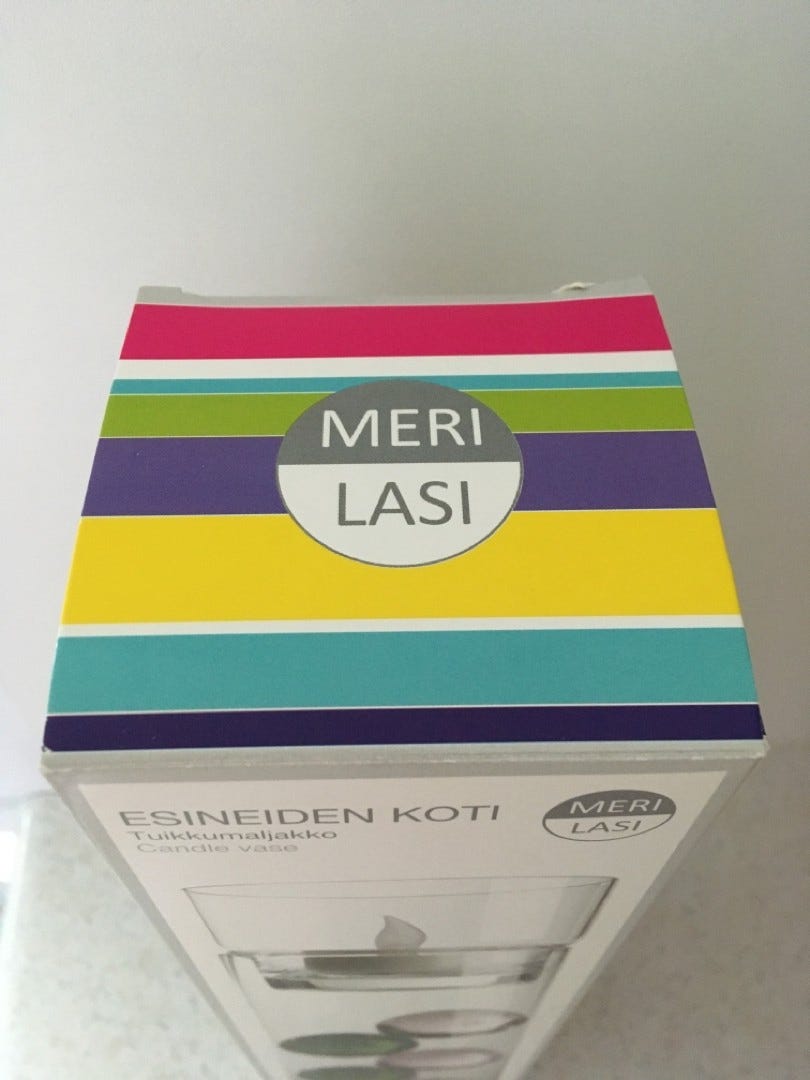 MERI
LASI
ESINEIDEN KOTI
Tuikkumaljakko
Candle vase
MERI
LASI